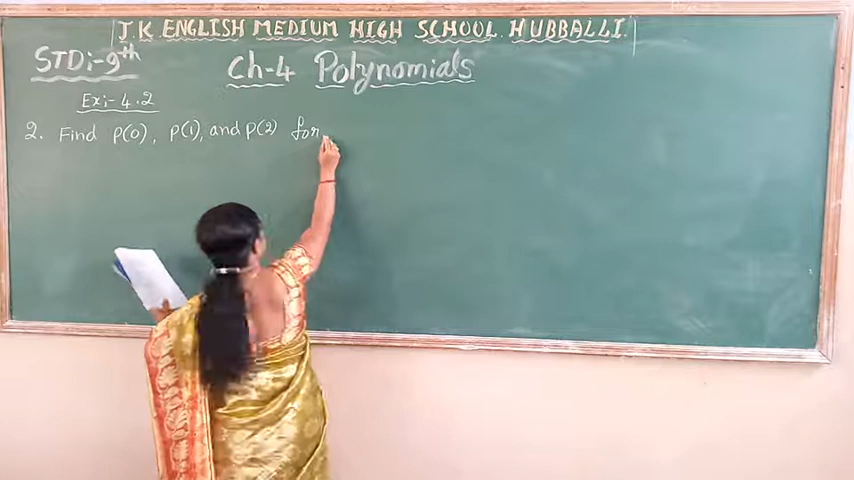 J.K ENGLISH MEDIUM HIGH SCHOOL HUBBALLI.
STD:-9th Ch-4 Polynomials
Ex:- 4.2
2. Find p(0), p(1), and p(2) for